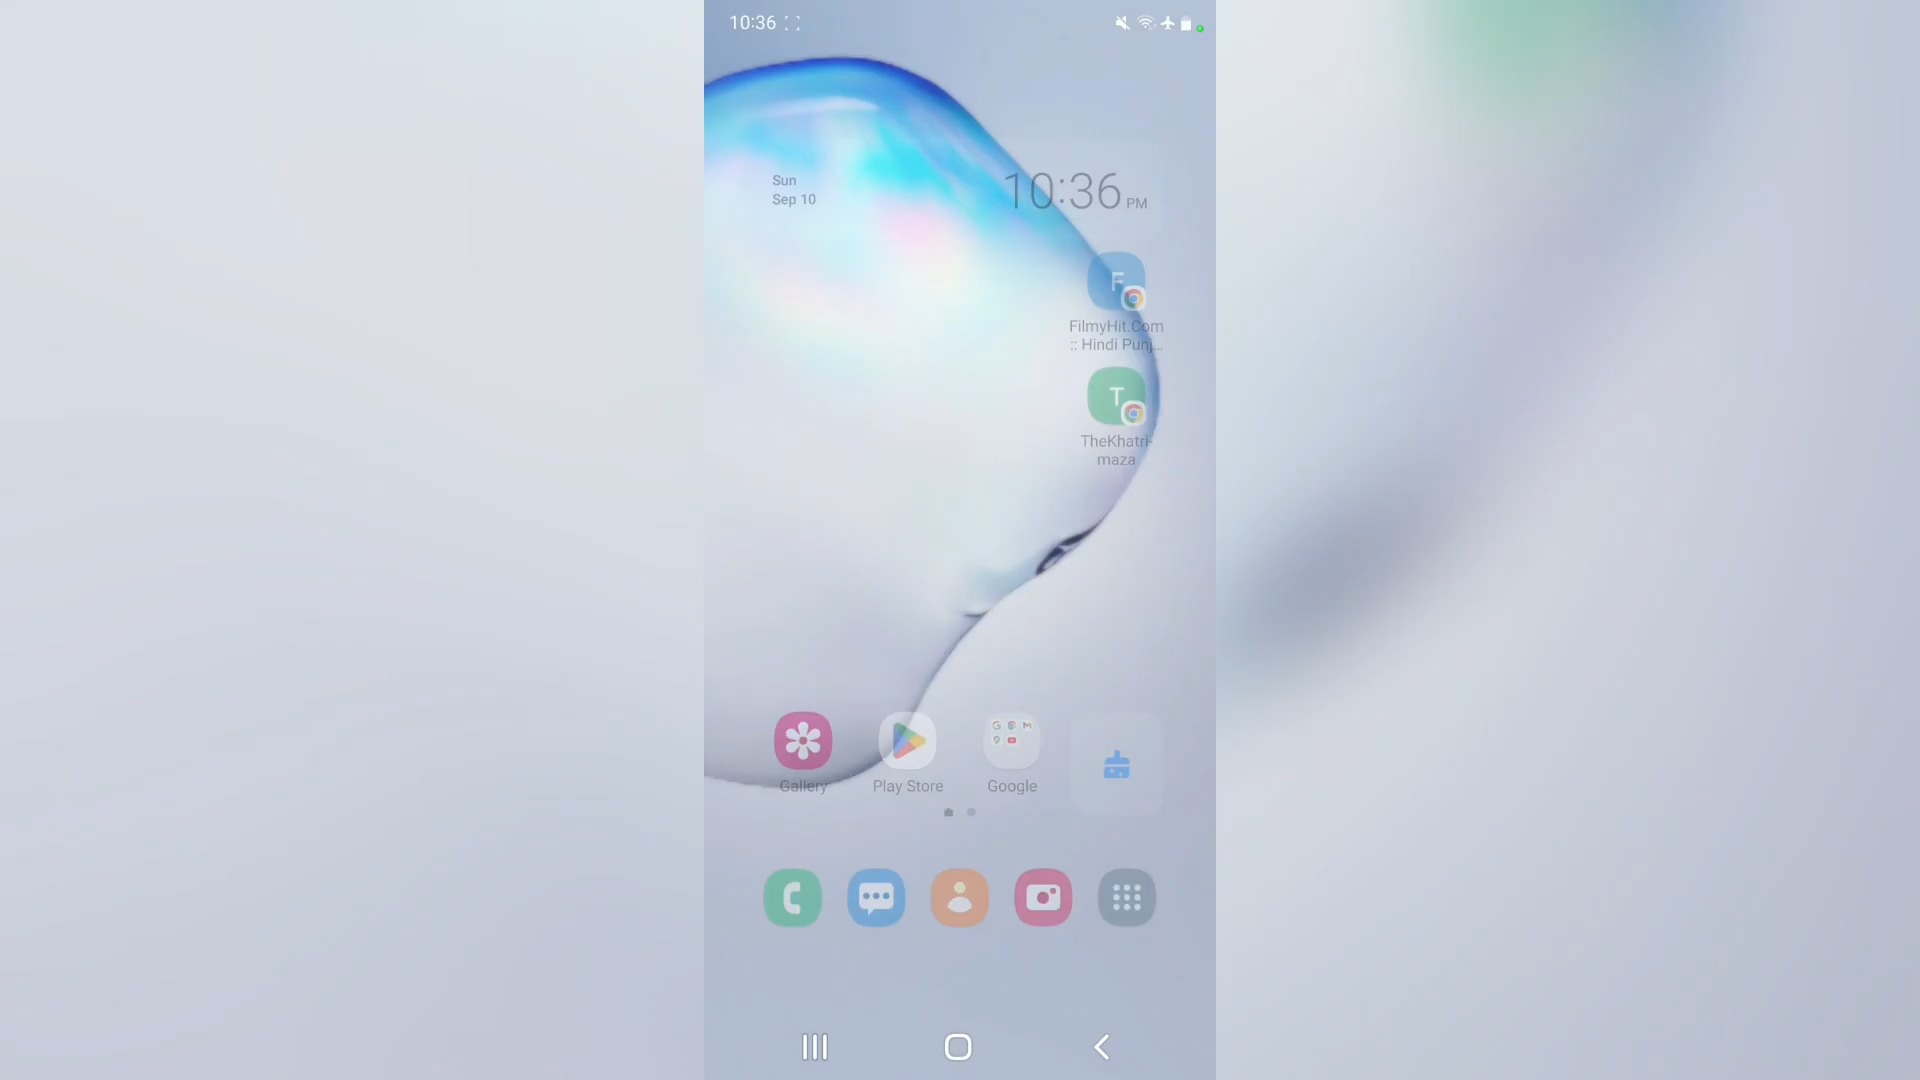 10:36
Sun
Sep 10
10:36 PM
F
FilmyHit.Com
:: Hindi Punj...
T
TheKhatri-
maza
Gallery
Play Store
Google